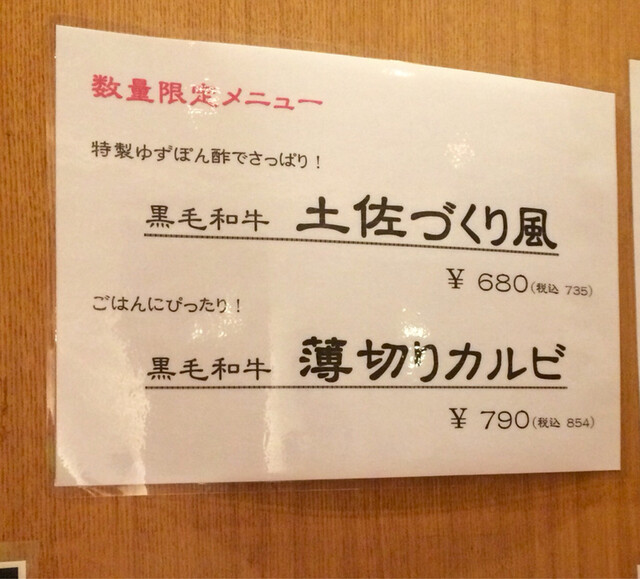 数量限定メニュー
特製ゆずぽん酢でさっぱり！
黒毛和牛 土佐づくり風
¥ 680(税込 735)
ごはんにぴったり！
黒毛和牛 薄切りカルビ
¥ 790(税込 854)